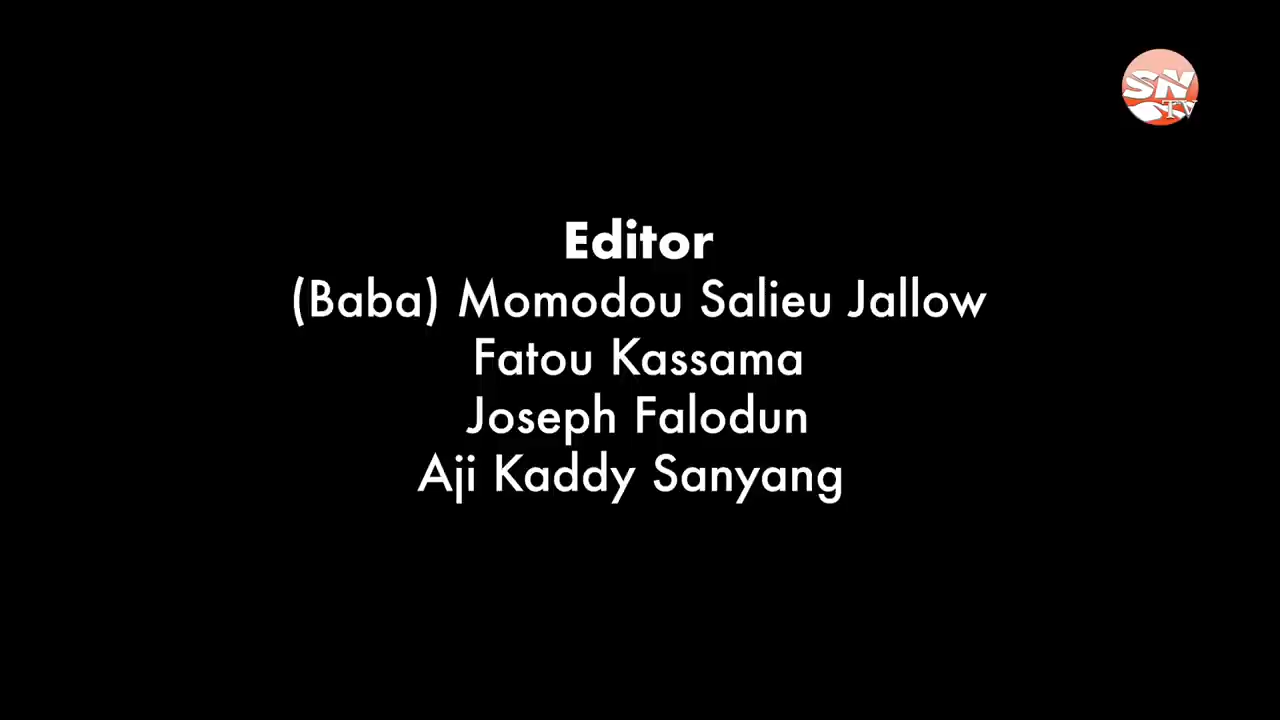 SN
TV
Editor
(Baba) Momodou Salieu Jallow
Fatou Kassama
Joseph Falodun
Aji Kaddy Sanyang